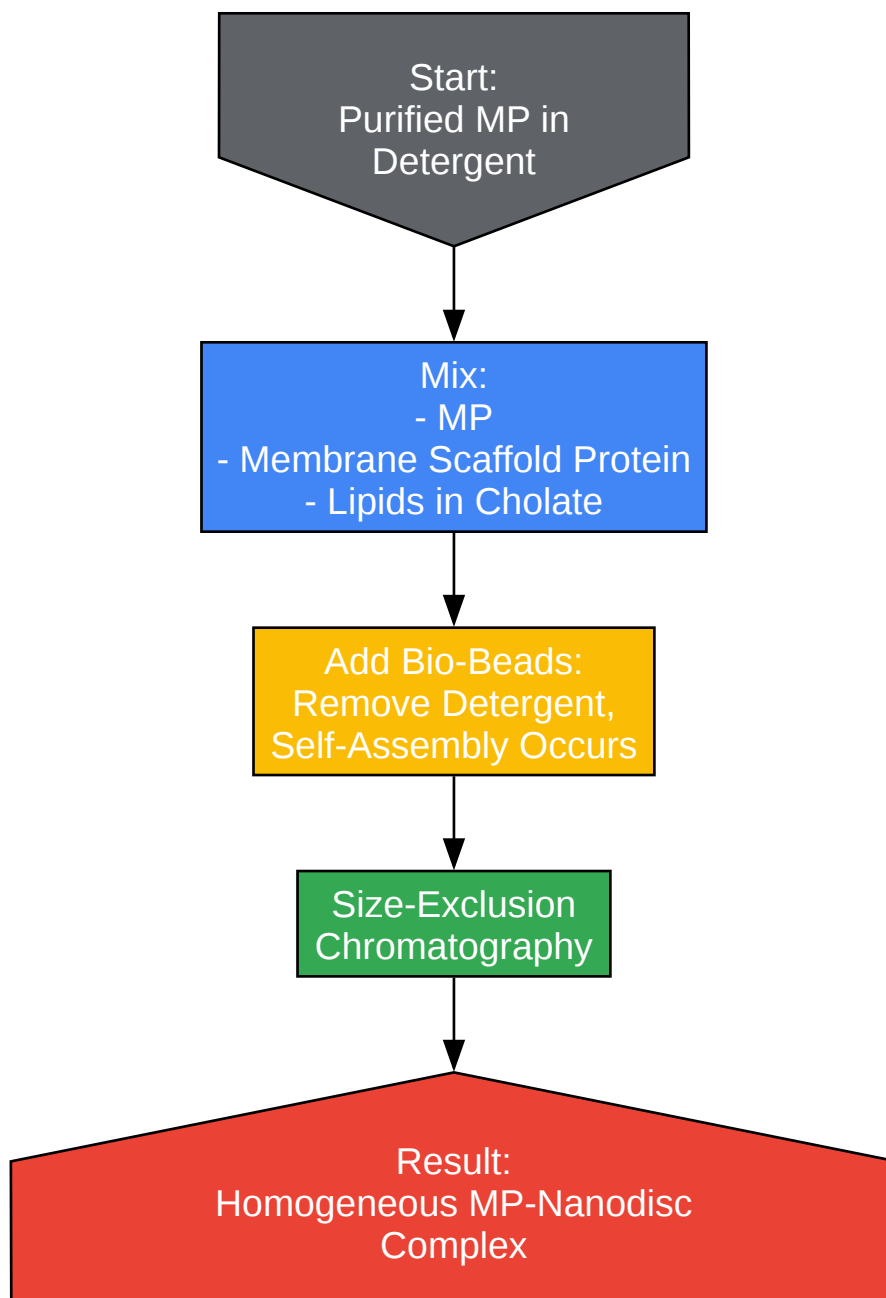 Start:
Purified MP in
Detergent
Mix:
- MP
- Membrane Scaffold Protein
- Lipids in Cholate
Add Bio-Beads:
Remove Detergent,
Self-Assembly Occurs
Size-Exclusion
Chromatography
Result:
Homogeneous MP-Nanodisc
Complex